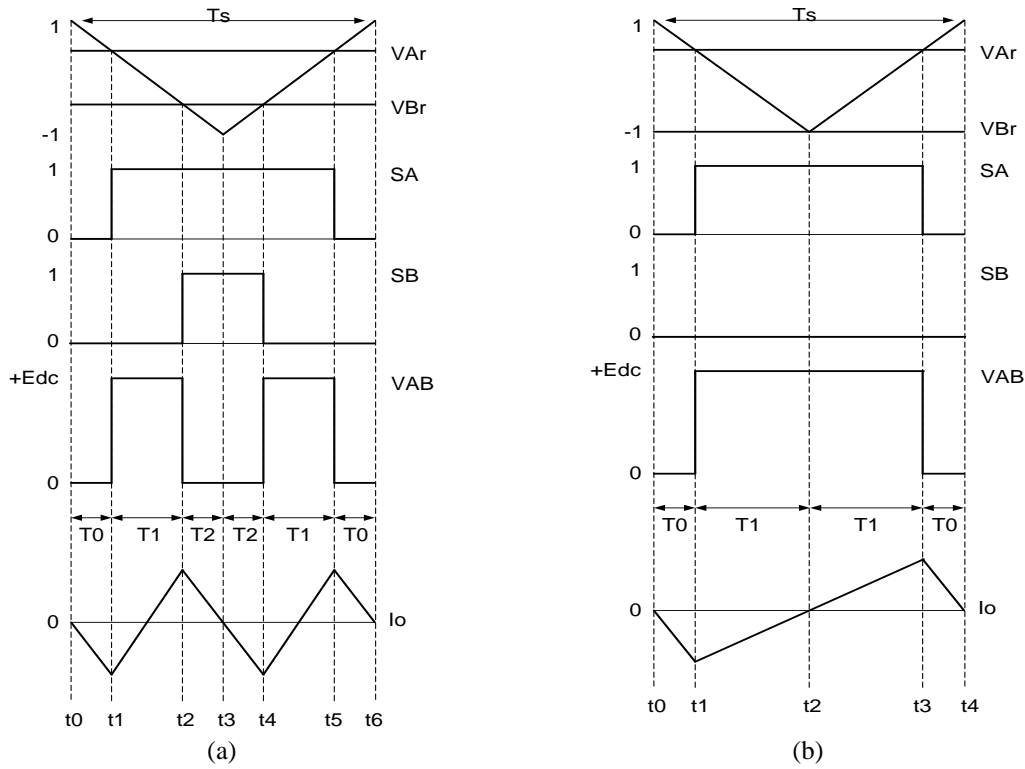 Ts
1
VAr
VBr
-1
1
SA
0
1
SB
0
+Edc
VAB
0
T0 T1 T2 T2 T1 T0
0
Io
t0 t1 t2 t3 t4 t5 t6
(a)
Ts
1
VAr
-1
VBr
1
SA
0
1
SB
0
+Edc
VAB
0
T0 T1 T1 T0
0
Io
t0 t1 t2 t3 t4
(b)